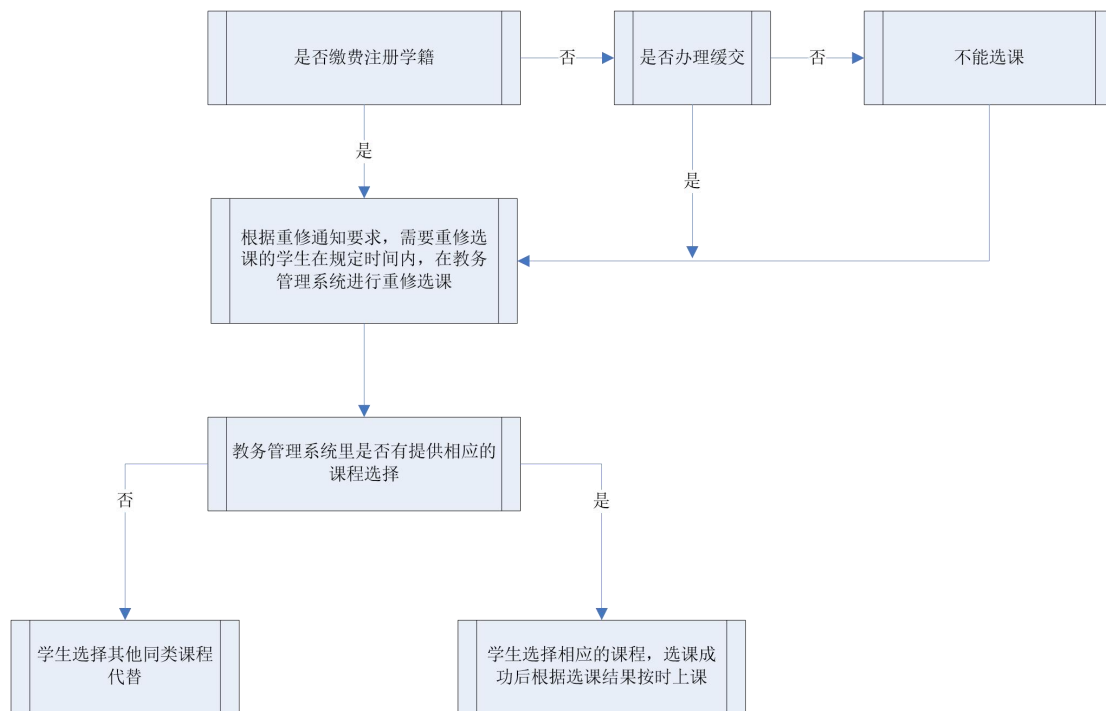 是否缴费注册学籍
否
是否办理缓交
否
不能选课
是
是
根据重修通知要求，需要重修选
课的学生在规定时间内，在教务
管理系统进行重修选课
教务管理系统里是否有提供相应的
课程选择
否
是
学生选择其他同类课程
代替
学生选择相应的课程，选课成
功后根据选课结果按时上课